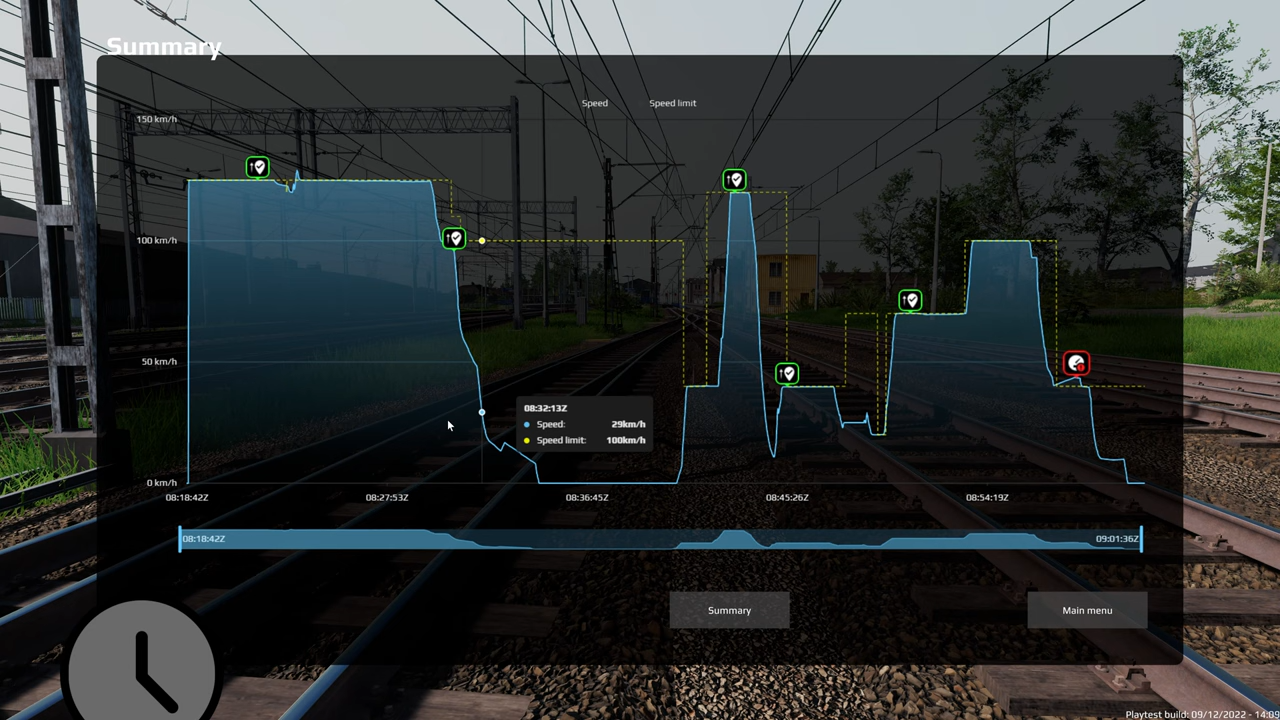 Summary
Speed Speed limit
150 km/h
100 km/h
50 km/h
08:32:13Z
Speed: 29km/h
Speed limit: 100km/h
0 km/h
08:18:42Z 08:27:53Z 08:36:45Z 08:45:26Z 08:54:19Z
08:18:42Z 09:01:36Z
Summary Main menu
Playtest build: 09/12/2022 - 14:09